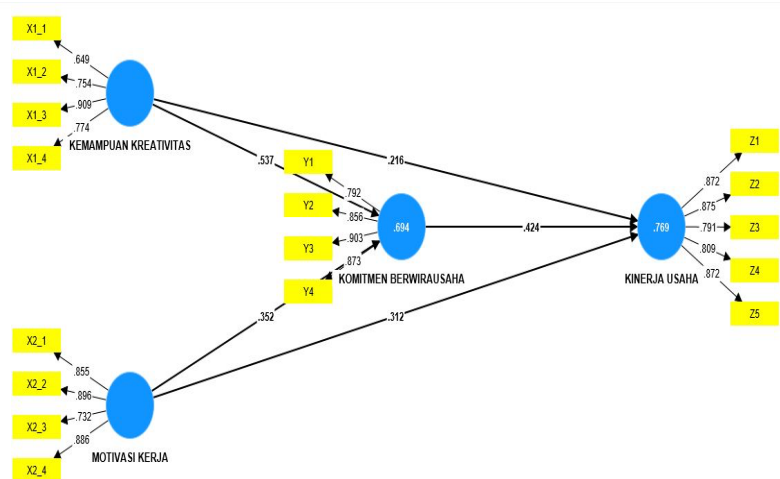 X1_1
X1_2
X1_3
X1_4
.649
.754
.909
.774
KEMAMPUAN KREATIVITAS
.537
.216
Y1
Y2
Y3
Y4
.792
.856
.903
.873
.694
KOMITMEN BERWIRAUSAHA
.424
.352
.312
Z1
Z2
Z3
Z4
Z5
.872
.875
.791
.809
.872
.769
KINERJA USAHA
X2_1
X2_2
X2_3
X2_4
.855
.896
.732
.886
MOTIVASI KERJA